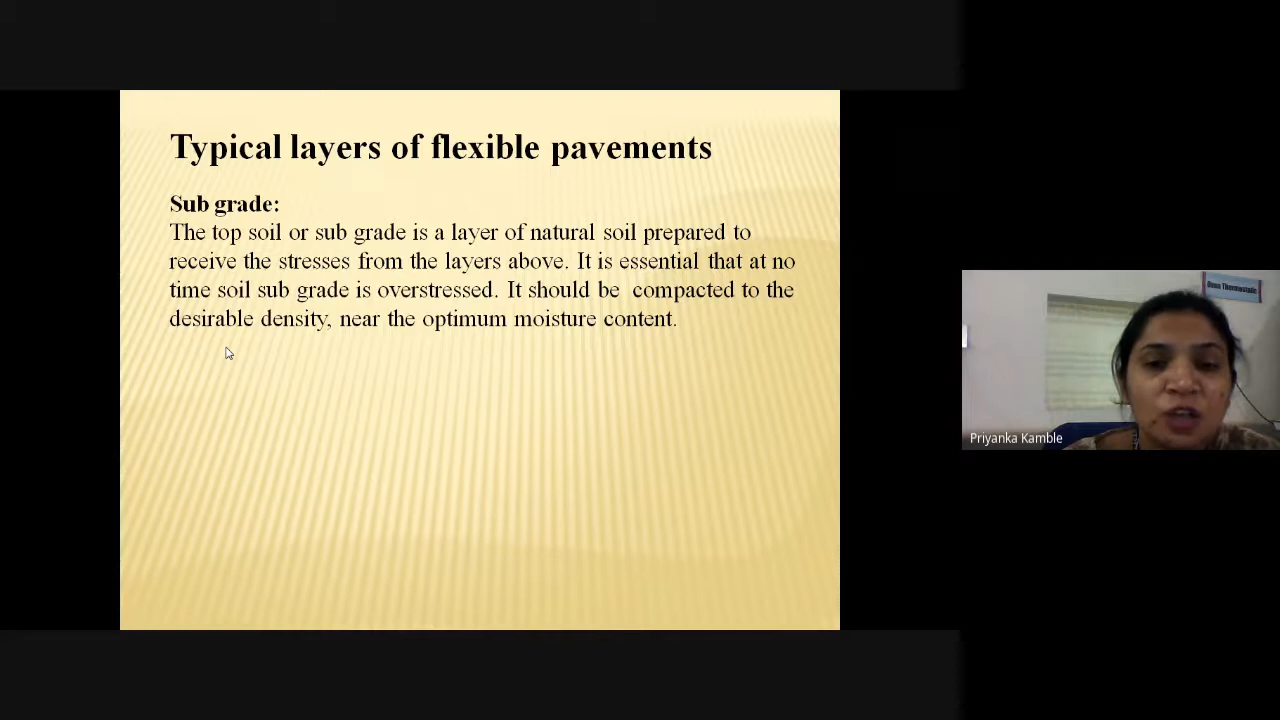 Typical layers of flexible pavements
Sub grade:
The top soil or sub grade is a layer of natural soil prepared to
receive the stresses from the layers above. It is essential that at no
time soil sub grade is overstressed. It should be  compacted to the
desirable density, near the optimum moisture content.
Priyanka Kamble